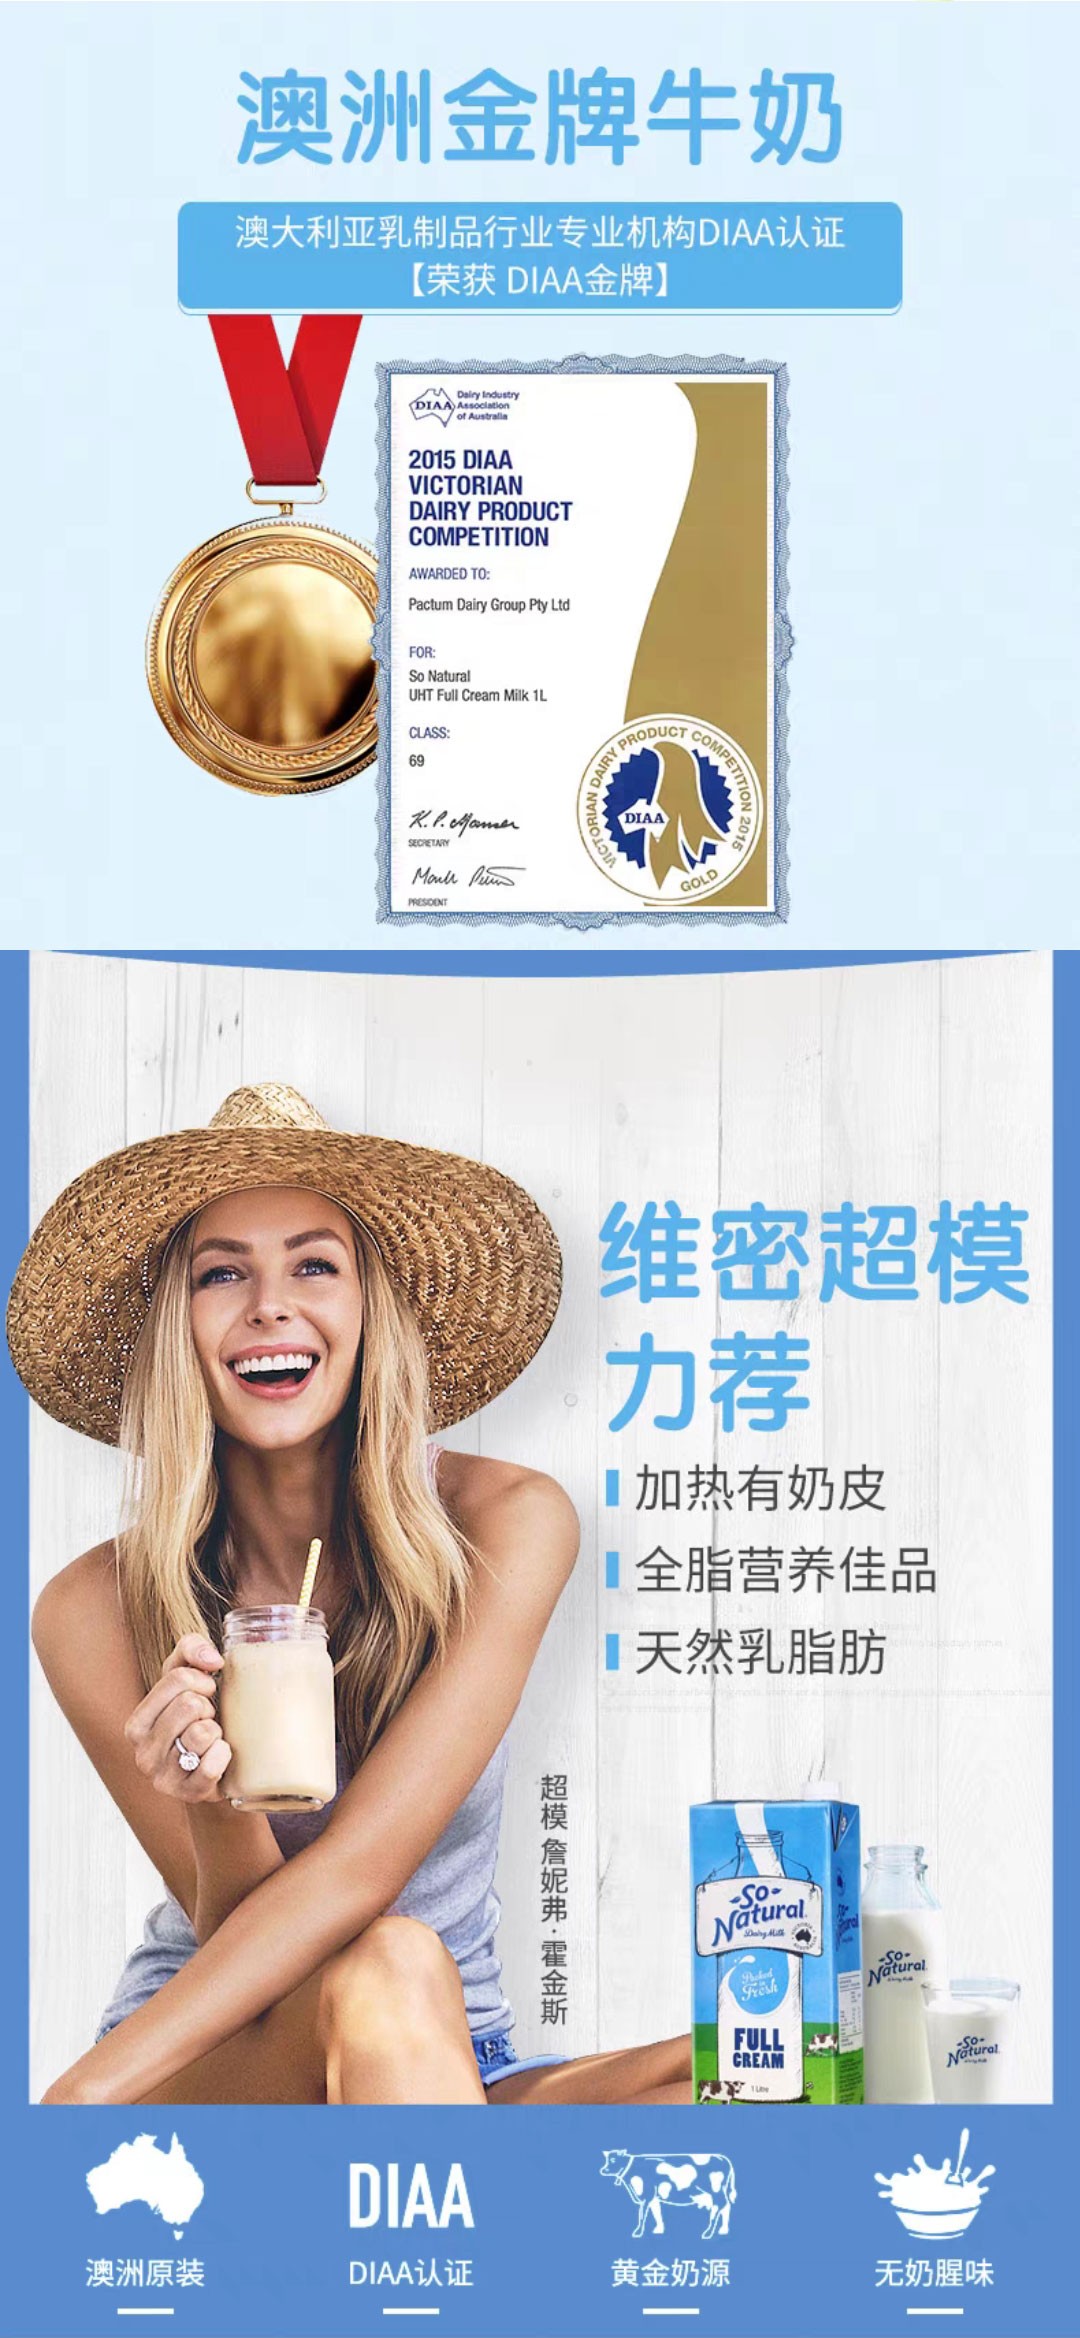 澳洲金牌牛奶
澳大利亚乳制品行业专业机构DIAA认证
【荣获 DIAA金牌】
DIAA
Dairy Industry
Association
of Australia
2015 DIAA
VICTORIAN
DAIRY PRODUCT
COMPETITION
AWARDED TO:
Pactum Dairy Group Pty Ltd
FOR:
So Natural
UHT Full Cream Milk 1L
CLASS:
69
SECRETARY
PRESIDENT
VICTORIAN DAIRY PRODUCT COMPETITION 2015
DIAA
GOLD
维密超模
力荐
加热有奶皮
全脂营养佳品
天然乳脂肪
超模 詹妮弗·霍金斯
So
Natural
Dairy Milk
Fresh
FULL
CREAM
1 Litre
So
Natural
So
Natural
DIAA
澳洲原装
DIAA认证
黄金奶源
无奶腥味